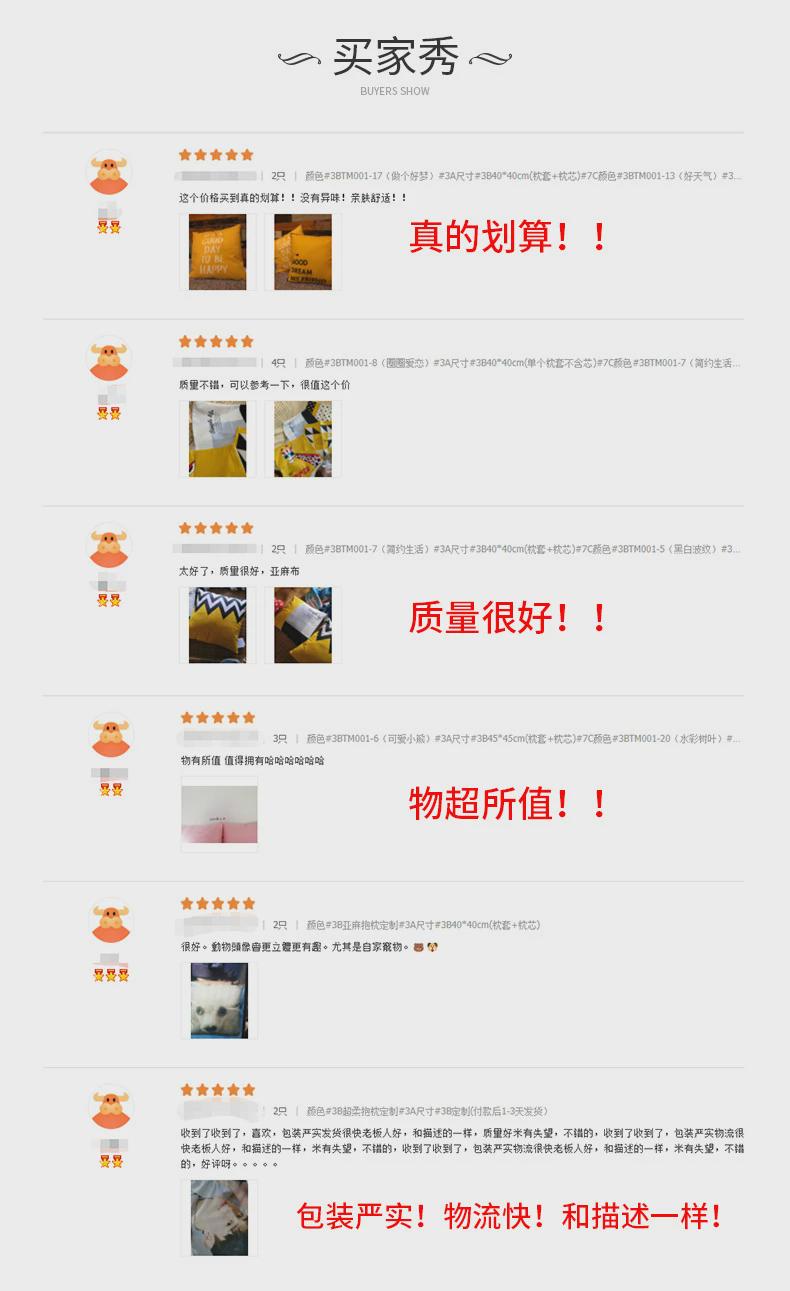 买家秀
BUYERS SHOW
2只 | 颜色#3BTM001-17（做个好梦）#3A尺寸#3B40*40cm(枕套+枕芯)#7C颜色#3BTM001-13（好天气）#3...
这个价格买到真的划算！！没有异味！亲肤舒适！！
真的划算！！
GOOD
DAY
TO BE
HAPPY
GOOD
DREAM
4只 | 颜色#3BTM001-8（圈圈爱恋）#3A尺寸#3B40*40cm(单个枕套不含芯)#7C颜色#3BTM001-7（简约生活...
质量不错，可以参考一下，很值这个价
2只 | 颜色#3BTM001-7（简约生活）#3A尺寸#3B40*40cm(枕套+枕芯)#7C颜色#3BTM001-5（黑白波纹）#3...
太好了，质量很好，亚麻布
质量很好！！
3只 | 颜色#3BTM001-6（可爱小熊）#3A尺寸#3B45*45cm(枕套+枕芯)#7C颜色#3BTM001-20（水彩树叶）#...
物有所值 值得拥有哈哈哈哈哈哈
物超所值！！
2只 | 颜色#3B亚麻抱枕定制#3A尺寸#3B40*40cm(枕套+枕芯)
很好。動物頭像會更立體更有趣。尤其是自家寵物。🐻🐶
2只 | 颜色#3B超柔抱枕定制#3A尺寸#3B定制(付款后1-3天发货)
收到了收到了，喜欢，包装严实发货很快老板人好，和描述的一样，质量好米有失望，不错的，收到了收到了，包装严实物流很
快老板人好，和描述的一样，米有失望，不错的，收到了收到了，包装严实物流很快老板人好，和描述的一样，米有失望，不错
的，好评呀。。。。。
包装严实！物流快！和描述一样！